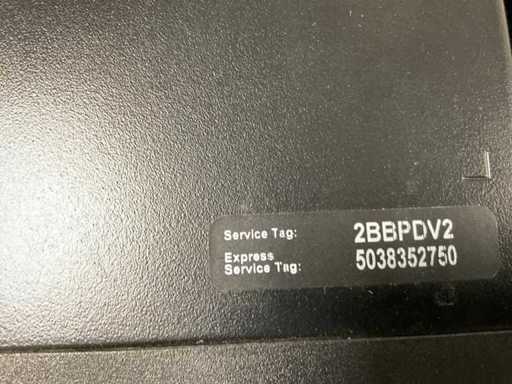 Service Tag: 2BBPDV2
Express
Service Tag: 5038352750